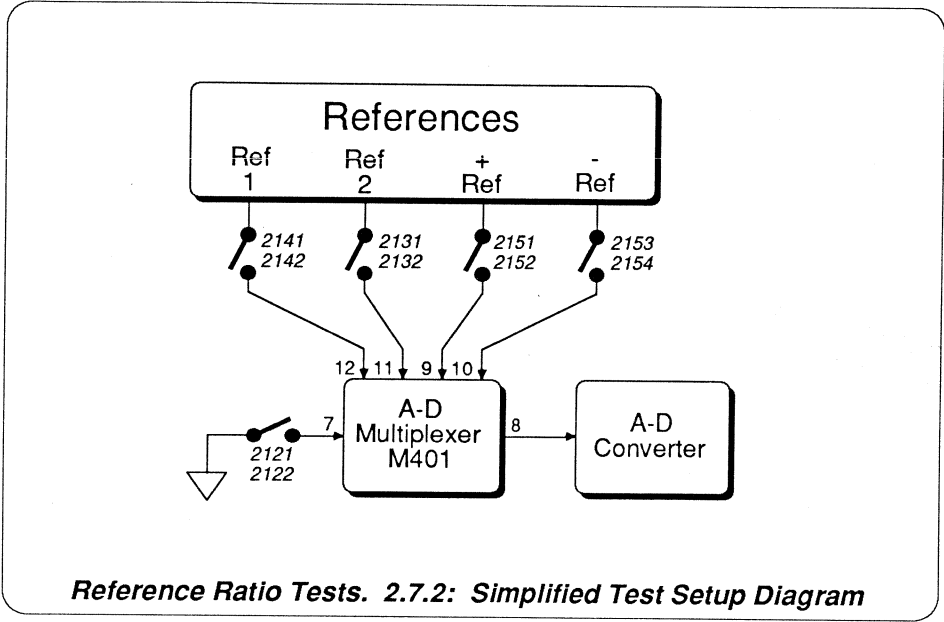 References
Ref 1
Ref 2
+ Ref
- Ref
2141
2142
2131
2132
2151
2152
2153
2154
12
11
9
10
A-D
Multiplexer
M401
7
8
A-D
Converter
2121
2122
Reference Ratio Tests. 2.7.2: Simplified Test Setup Diagram